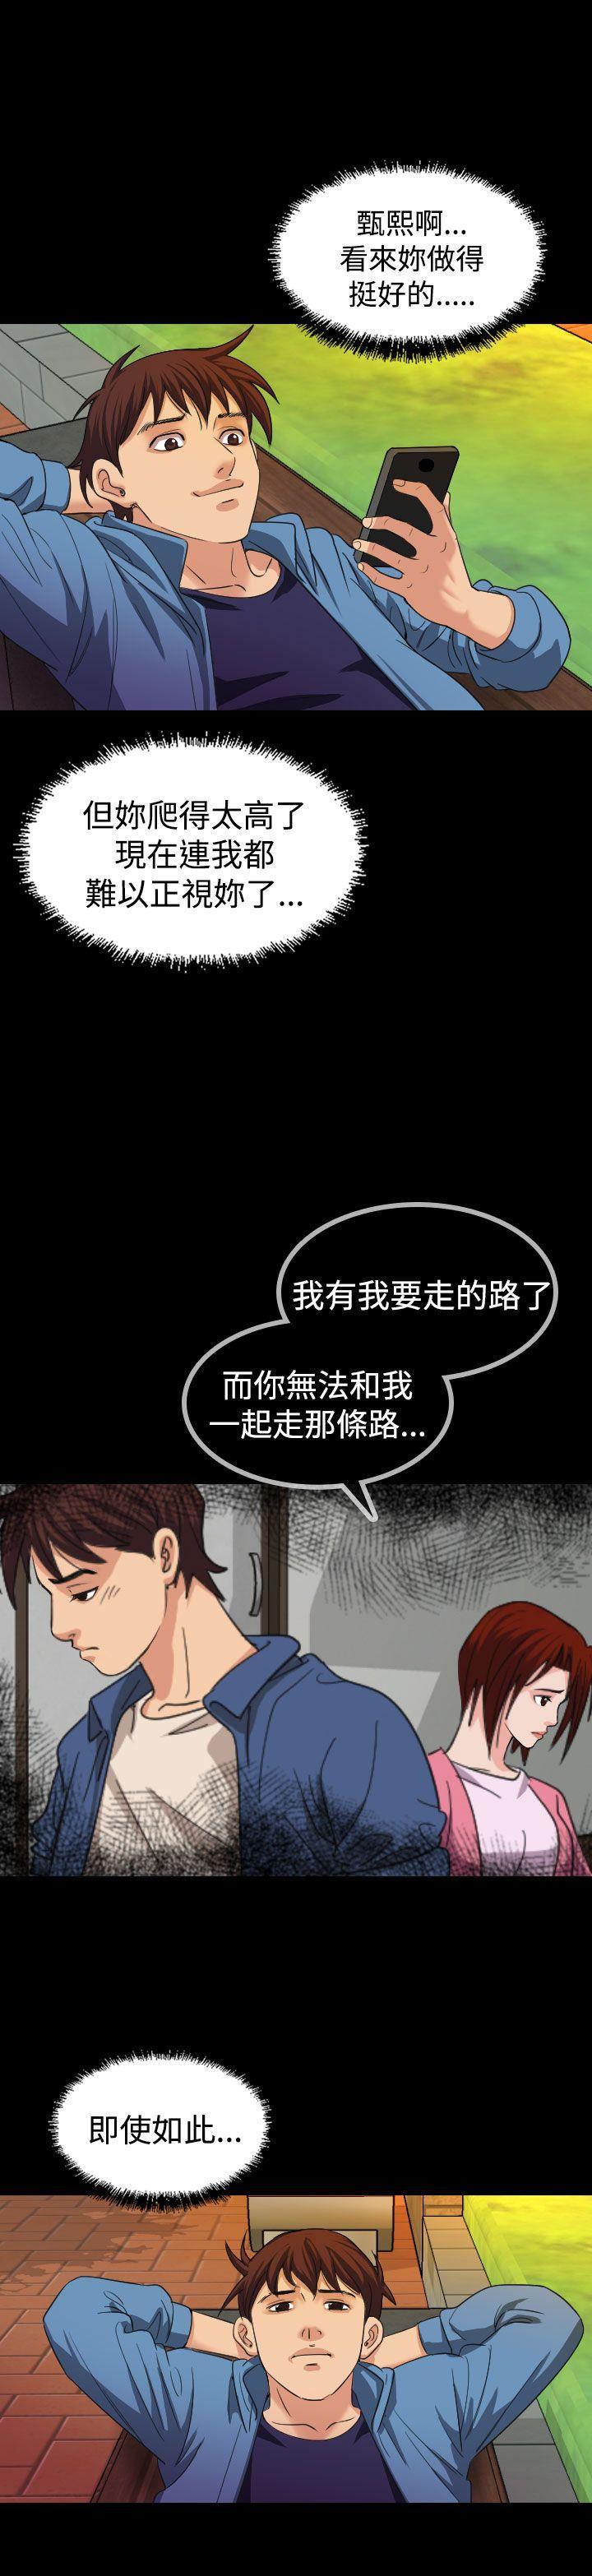 甄熙啊...
看來妳做得
挺好的.....
但妳爬得太高了
現在連我都
難以正視妳了...
我有我要走的路了
而你無法和我
一起走那條路...
即使如此...